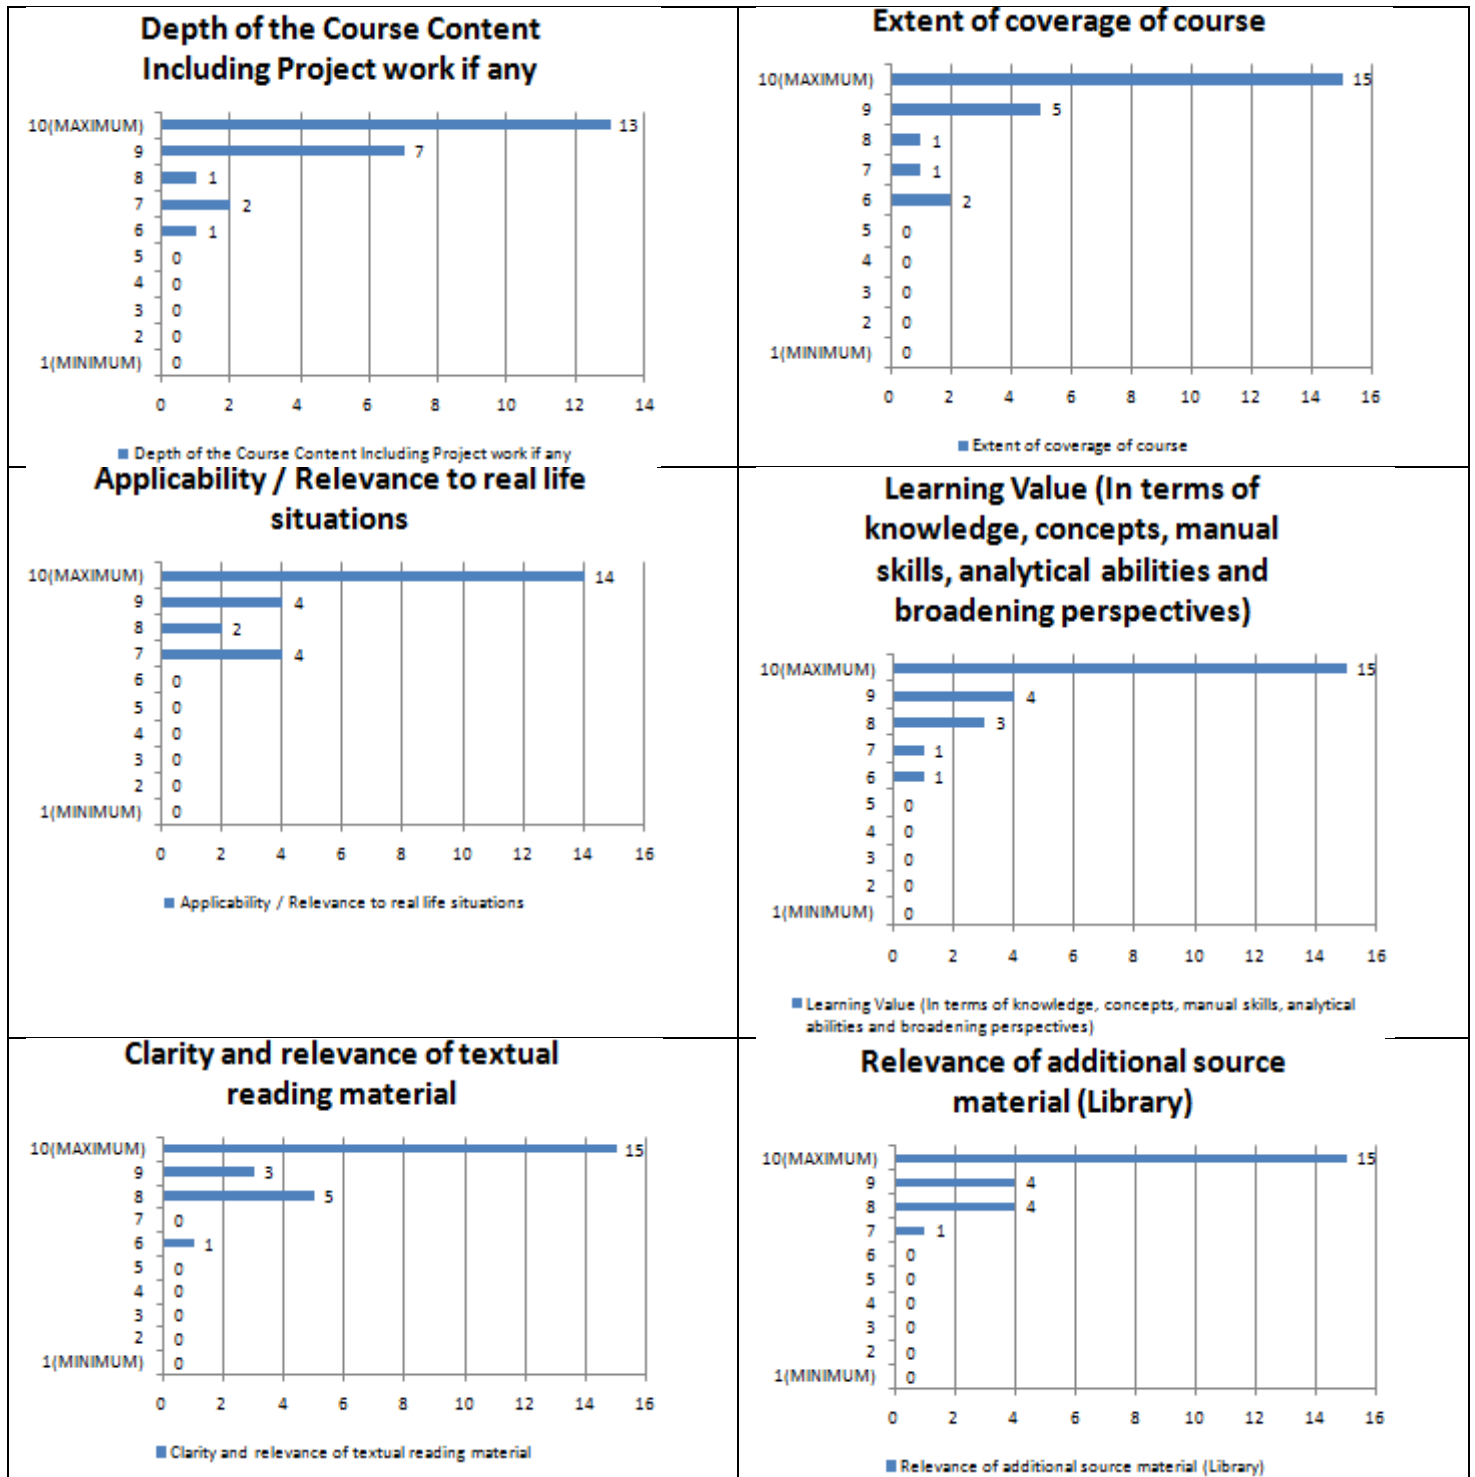 Depth of the Course Content
Including Project work if any
10(MAXIMUM) 13
9 7
8 1
7 2
6 1
5 0
4 0
3 0
2 0
1(MINIMUM) 0
0 2 4 6 8 10 12 14
Depth of the Course Content Including Project work if any
Extent of coverage of course
10(MAXIMUM) 15
9 5
8 1
7 1
6 2
5 0
4 0
3 0
2 0
1(MINIMUM) 0
0 2 4 6 8 10 12 14 16
Extent of coverage of course
Applicability / Relevance to real life
situations
10(MAXIMUM) 14
9 4
8 2
7 4
6 0
5 0
4 0
3 0
2 0
1(MINIMUM) 0
0 2 4 6 8 10 12 14 16
Applicability / Relevance to real life situations
Learning Value (In terms of
knowledge, concepts, manual
skills, analytical abilities and
broadening perspectives)
10(MAXIMUM) 15
9 4
8 3
7 1
6 1
5 0
4 0
3 0
2 0
1(MINIMUM) 0
0 2 4 6 8 10 12 14 16
Learning Value (In terms of knowledge, concepts, manual skills, analytical
abilities and broadening perspectives)
Clarity and relevance of textual
reading material
10(MAXIMUM) 15
9 3
8 5
7 0
6 1
5 0
4 0
3 0
2 0
1(MINIMUM) 0
0 2 4 6 8 10 12 14 16
Clarity and relevance of textual reading material
Relevance of additional source
material (Library)
10(MAXIMUM) 15
9 4
8 4
7 1
6 0
5 0
4 0
3 0
2 0
1(MINIMUM) 0
0 2 4 6 8 10 12 14 16
Relevance of additional source material (Library)